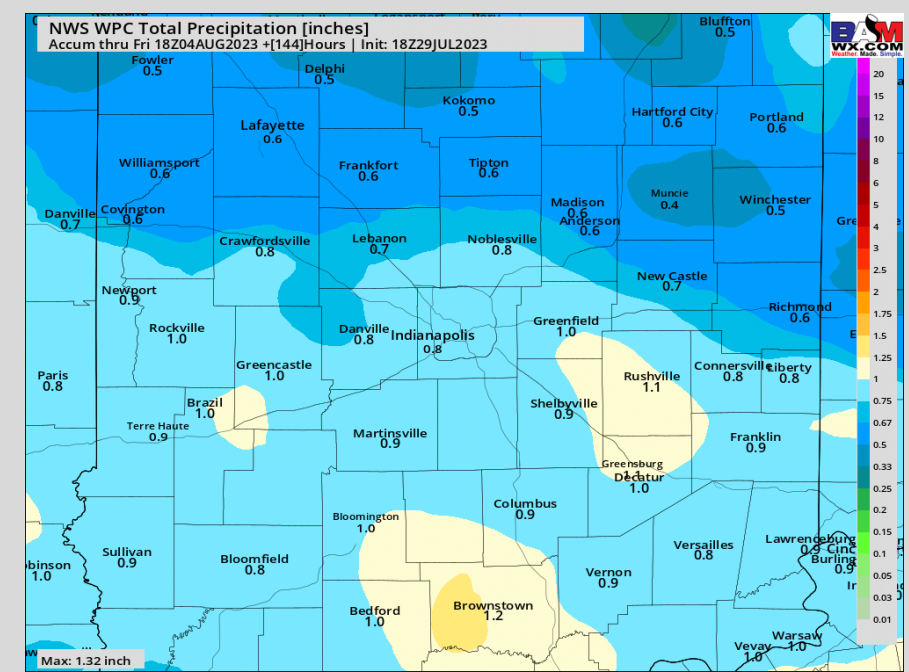 NWS WPC Total Precipitation [inches]
Accum thru Fri 18Z04AUG2023 +[144]Hours | Init: 18Z29JUL2023
BAM
WX.COM
Weather. Made. Simple.
Bluffton
0.5
Fowler
0.5
Delphi
0.5
Kokomo
0.5
Lafayette
0.6
Hartford City
0.6
Portland
0.6
Williamsport
0.6
Frankfort
0.6
Tipton
0.6
Muncie
0.4
Winchester
0.5
Danville
0.7
Covington
0.6
Madison
0.6
Anderson
0.6
Crawfordsville
0.8
Lebanon
0.7
Noblesville
0.8
New Castle
0.7
Newport
0.9
Richmond
0.6
Rockville
1.0
Danville
0.8
Indianapolis
0.8
Greenfield
1.0
Paris
0.8
Greencastle
1.0
Rushville
1.1
Connersville
0.8
Liberty
0.8
Brazil
1.0
Shelbyville
0.9
Terre Haute
0.9
Martinsville
0.9
Franklin
0.9
Greensburg
1.1
Decatur
1.0
Columbus
0.9
Bloomington
1.0
Sullivan
0.9
Bloomfield
0.8
Versailles
0.8
Lawrenceburg
0.9
Cinc
Burling
0.9
obinson
1.0
Vernon
0.9
Bedford
1.0
Brownstown
1.2
Warsaw
1.0
Vevay
1.0
Max: 1.32 inch
20
15
12
10
8
6
5
4
3
2.5
2
1.75
1.5
1.25
1
0.75
0.67
0.5
0.33
0.25
0.2
0.15
0.1
0.05
0.03
0.01